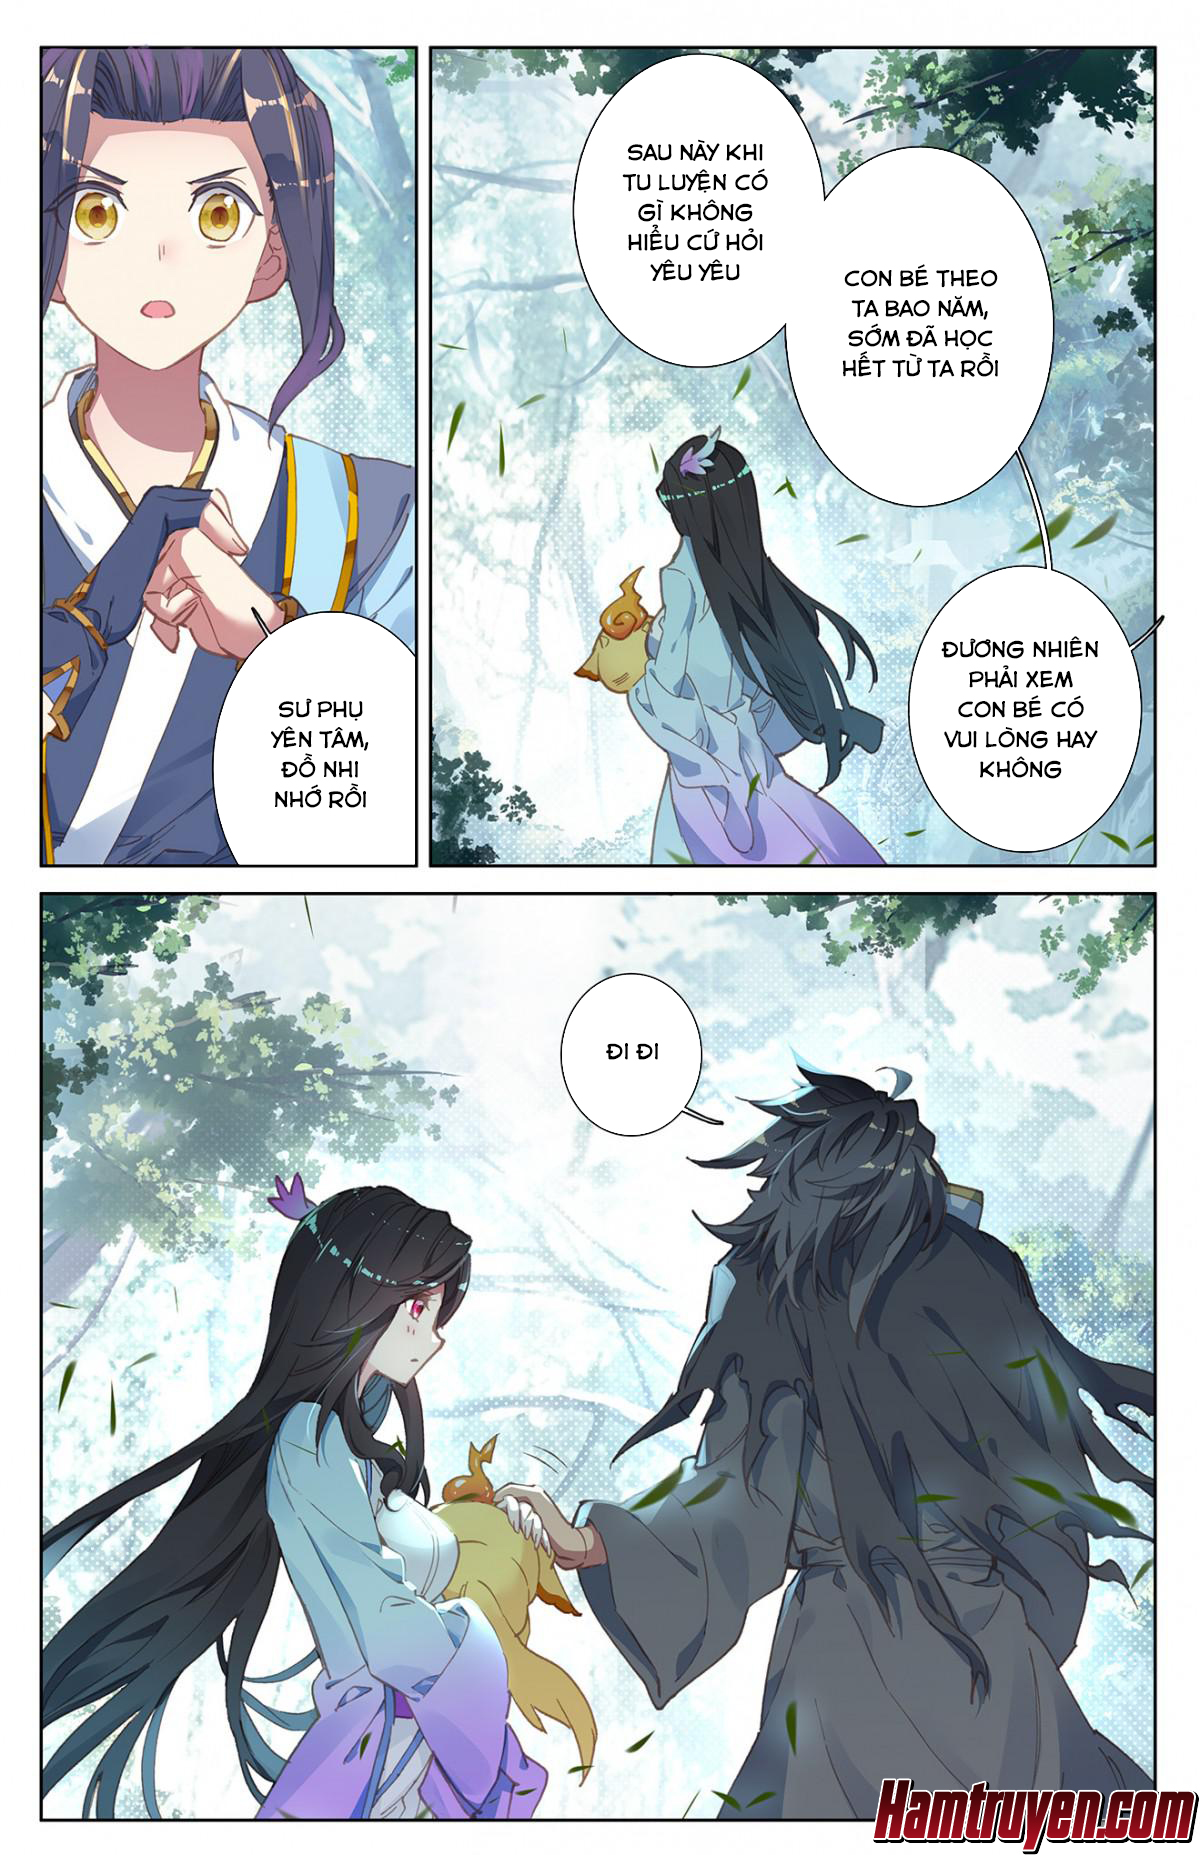 SƯ PHỤ
YÊN TÂM,
ĐỒ NHI
NHỚ RỒI
SAU NÀY KHI
TU LUYỆN CÓ
GÌ KHÔNG
HIỂU CỨ HỎI
YÊU YÊU
CON BÉ THEO
TA BAO NĂM,
SỚM ĐÃ HỌC
HẾT TỪ TA RỒI
ĐƯƠNG NHIÊN
PHẢI XEM
CON BÉ CÓ
VUI LÒNG HAY
KHÔNG
ĐI ĐI
Hamtruyen.com